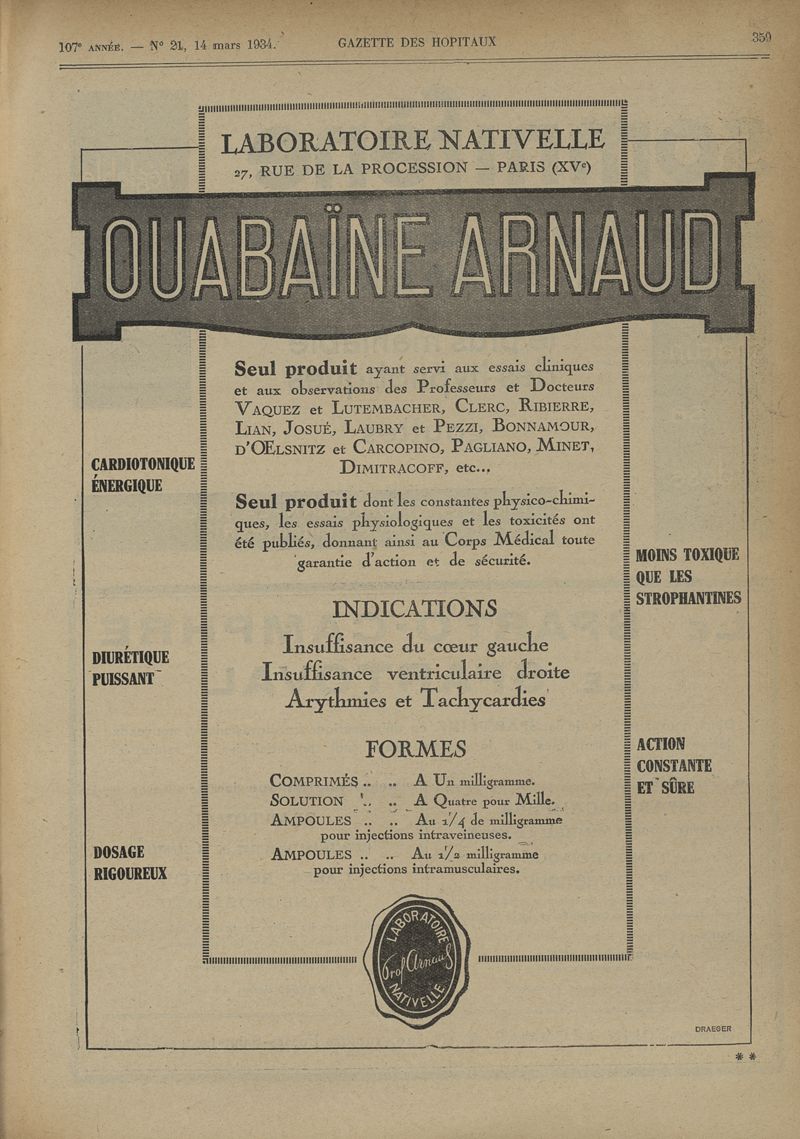 107e ANNÉE. — N° 21, 14 mars 1934.
GAZETTE DES HOPITAUX
359
LABORATOIRE NATIVELLE
27, RUE DE LA PROCESSION — PARIS (XVe)
OUABAÏNE ARNAUD
Seul produit ayant servi aux essais cliniques
et aux observations des Professeurs et Docteurs
VAQUEZ et LUTEMBACHER, CLERC, RIBIERRE,
LIAN, JOSUÉ, LAUBRY et PEZZI, BONNAMOUR,
D'OELSNITZ et CARCOPINO, PAGLIANO, MINET,
DIMITRACOFF, etc...
Seul produit dont les constantes physico-chimi-
ques, les essais physiologiques et les toxicités ont
été publiés, donnant ainsi au Corps Médical toute
garantie d'action et de sécurité.
INDICATIONS
Insuffisance du cœur gauche
Insuffisance ventriculaire droite
Arythmies et Tachycardies
FORMES
COMPRIMÉS .. .. A Un milligramme.
SOLUTION .. .. A Quatre pour Mille.
AMPOULES .. .. Au 1/4 de milligramme
pour injections intraveineuses.
AMPOULES .. .. Au 1/2 milligramme
pour injections intramusculaires.
CARDIOTONIQUE
ÉNERGIQUE
DIURÉTIQUE
PUISSANT
DOSAGE
RIGOUREUX
MOINS TOXIQUE
QUE LES
STROPHANTINES
ACTION
CONSTANTE
ET SÛRE
LABORATOIRE
Prof Arnaud
NATIVELLE
DRAEGER
* *